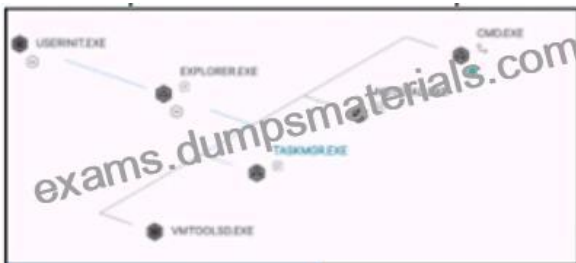 USERINIT.EXE
CMD.EXE
EXPLORER.EXE
TASKMGR.EXE
VMTOOLSD.EXE
exams.dumpsmaterials.com